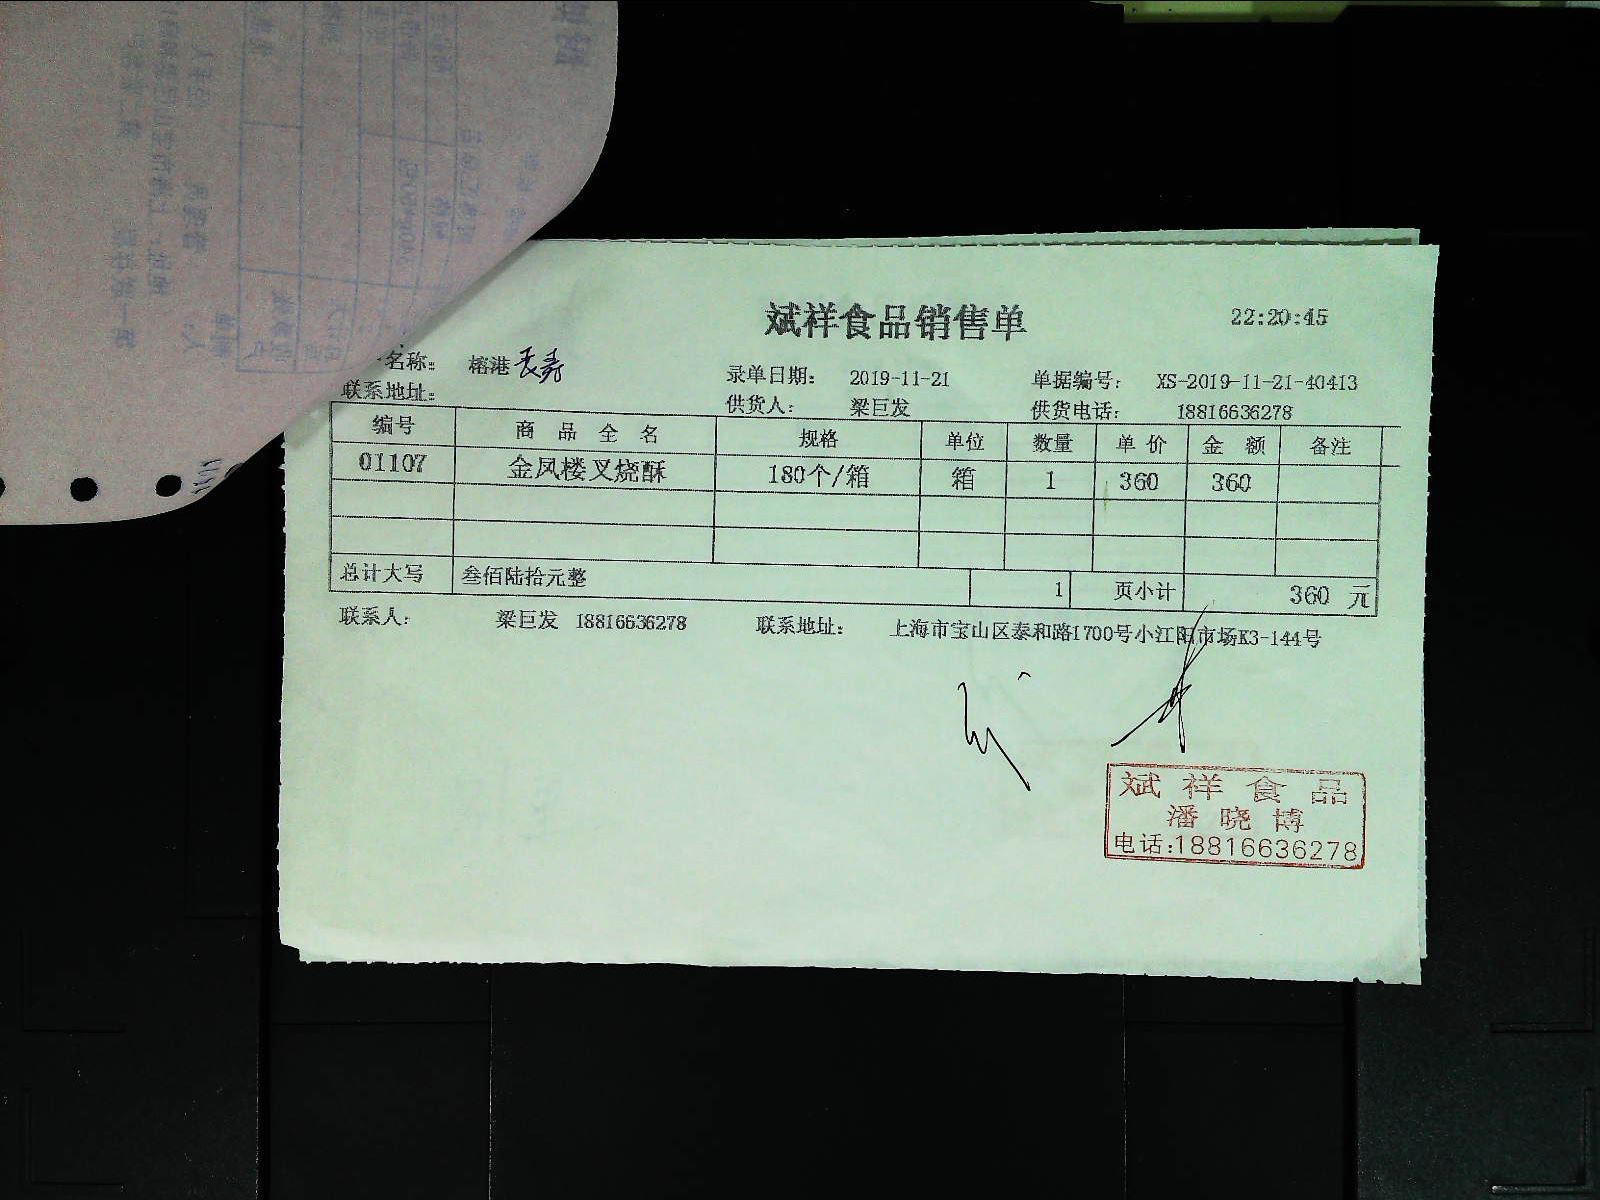 斌祥食品销售单 22:20:45
名称: 榕港 长寿 录单日期: 2019-11-21 单据编号: XS-2019-11-21-40413
联系地址: 供货人: 梁巨发 供货电话: 18816636278
编号 商品全名 规格 单位 数量 单价 金额 备注
01107 金凤楼叉烧酥 180个/箱 箱 1 360 360
总计大写 叁佰陆拾元整 1 页小计 360 元
联系人: 梁巨发 18816636278 联系地址: 上海市宝山区泰和路1700号小江阳市场K3-144号
斌祥食品
潘晓博
电话:18816636278